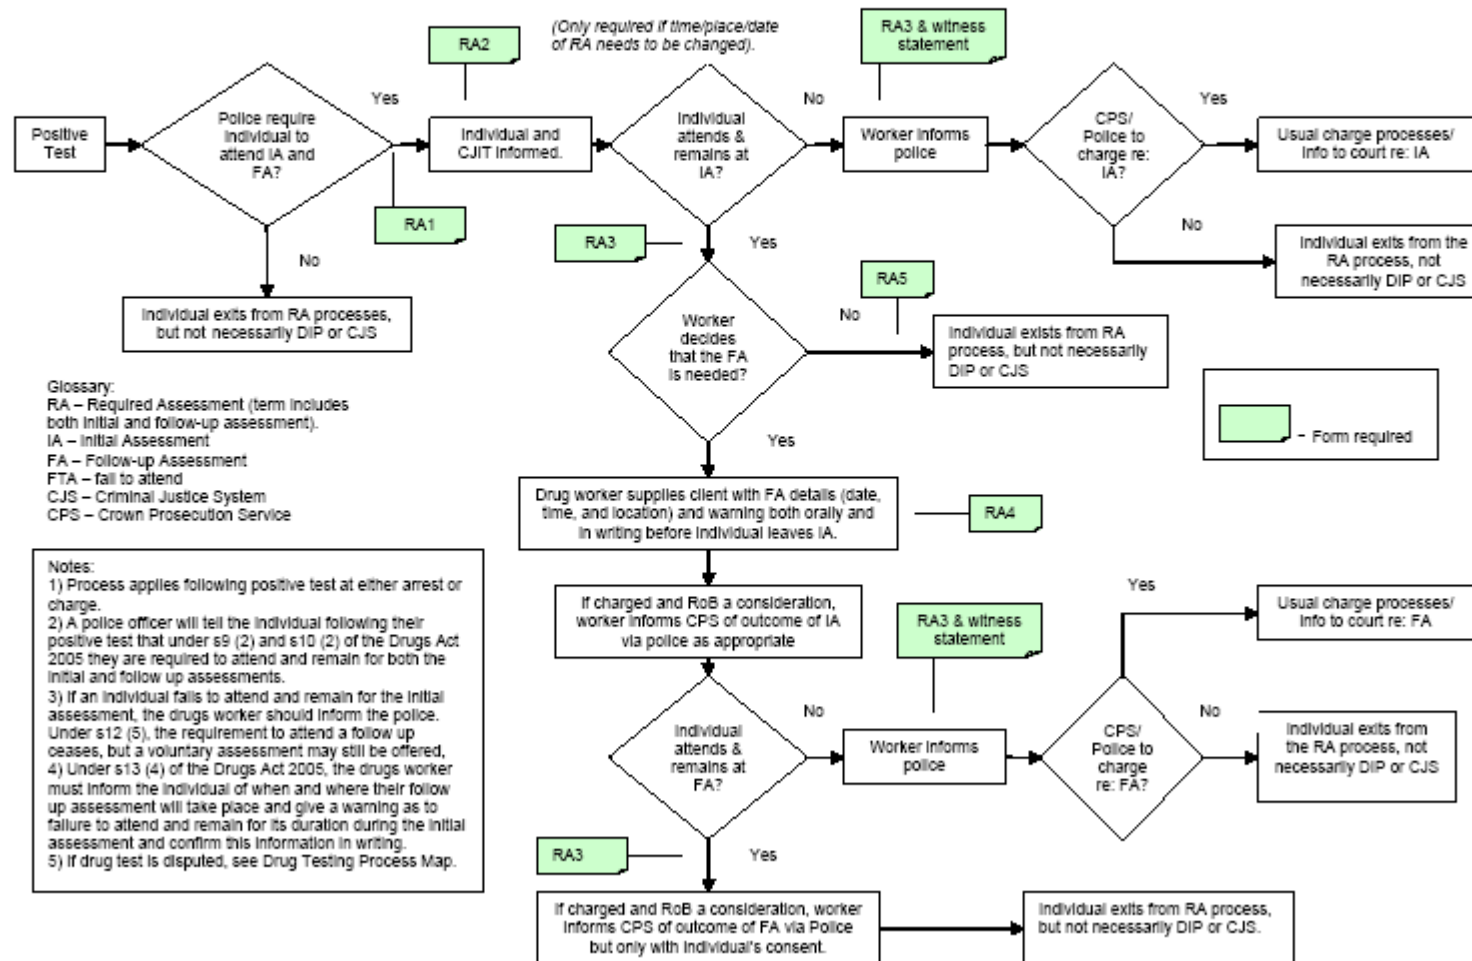 RA2
(Only required if time/place/date
of RA needs to be changed).
RA3 & witness
statement
Positive
Test
Police require
individual to
attend IA and
FA?
Yes
Individual and
CJIT informed.
Individual
attends &
remains at
IA?
No
Worker informs
police
CPS/
Police to
charge re:
IA?
Yes
Usual charge processes/
info to court re: IA
RA1
No
Individual exits from RA processes,
but not necessarily DIP or CJS
RA3
Yes
No
Individual exits from the
RA process, not
necessarily DIP or CJS
Worker
decides
that the FA
is needed?
No
RA5
Individual exists from RA
process, but not necessarily
DIP or CJS
Glossary:
RA – Required Assessment (term includes
both initial and follow-up assessment).
IA – Initial Assessment
FA – Follow-up Assessment
FTA – fail to attend
CJS – Criminal Justice System
CPS – Crown Prosecution Service
– Form required
Yes
Drug worker supplies client with FA details (date,
time, and location) and warning both orally and
in writing before individual leaves IA.
RA4
Notes:
1) Process applies following positive test at either arrest or
charge.
2) A police officer will tell the individual following their
positive test that under s9 (2) and s10 (2) of the Drugs Act
2005 they are required to attend and remain for both the
initial and follow up assessments.
3) If an individual fails to attend and remain for the initial
assessment, the drugs worker should inform the police.
Under s12 (5), the requirement to attend a follow up
ceases, but a voluntary assessment may still be offered,
4) Under s13 (4) of the Drugs Act 2005, the drugs worker
must inform the individual of when and where their follow
up assessment will take place and give a warning as to
failure to attend and remain for its duration during the initial
assessment and confirm this information in writing.
5) If drug test is disputed, see Drug Testing Process Map.
If charged and RoB a consideration,
worker informs CPS of outcome of IA
via police as appropriate
RA3 & witness
statement
Yes
Usual charge processes/
info to court re: FA
Individual
attends &
remains at
FA?
No
Worker informs
police
CPS/
Police to
charge
re: FA?
No
Individual exits from
the RA process, not
necessarily DIP or CJS
RA3
Yes
If charged and RoB a consideration, worker
informs CPS of outcome of FA via Police
but only with individual's consent.
Individual exits from RA process,
but not necessarily DIP or CJS.